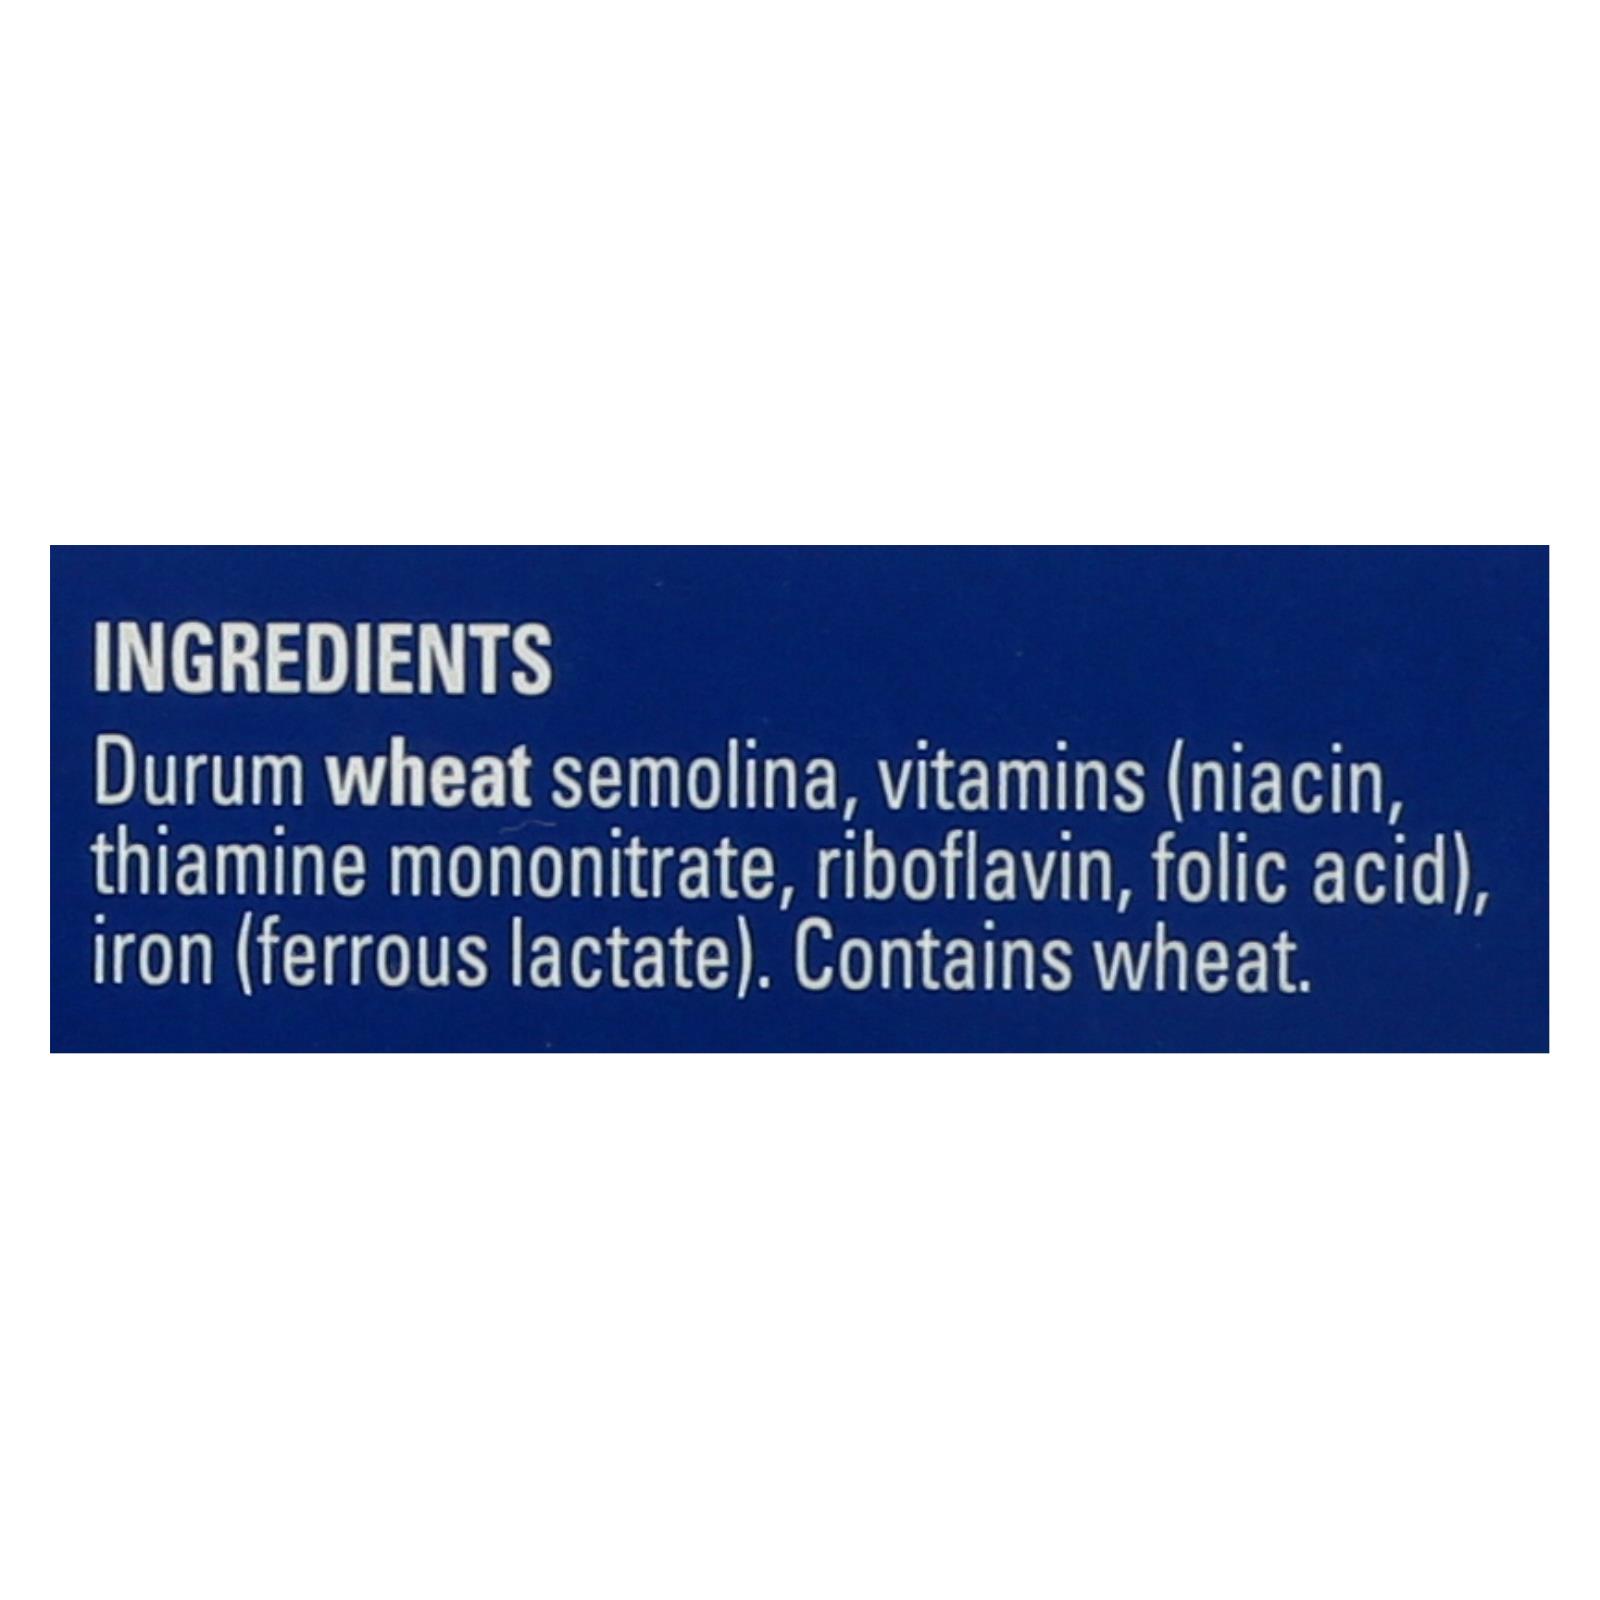 INGREDIENTS
Durum wheat semolina, vitamins (niacin,
thiamine mononitrate, riboflavin, folic acid),
iron (ferrous lactate). Contains wheat.